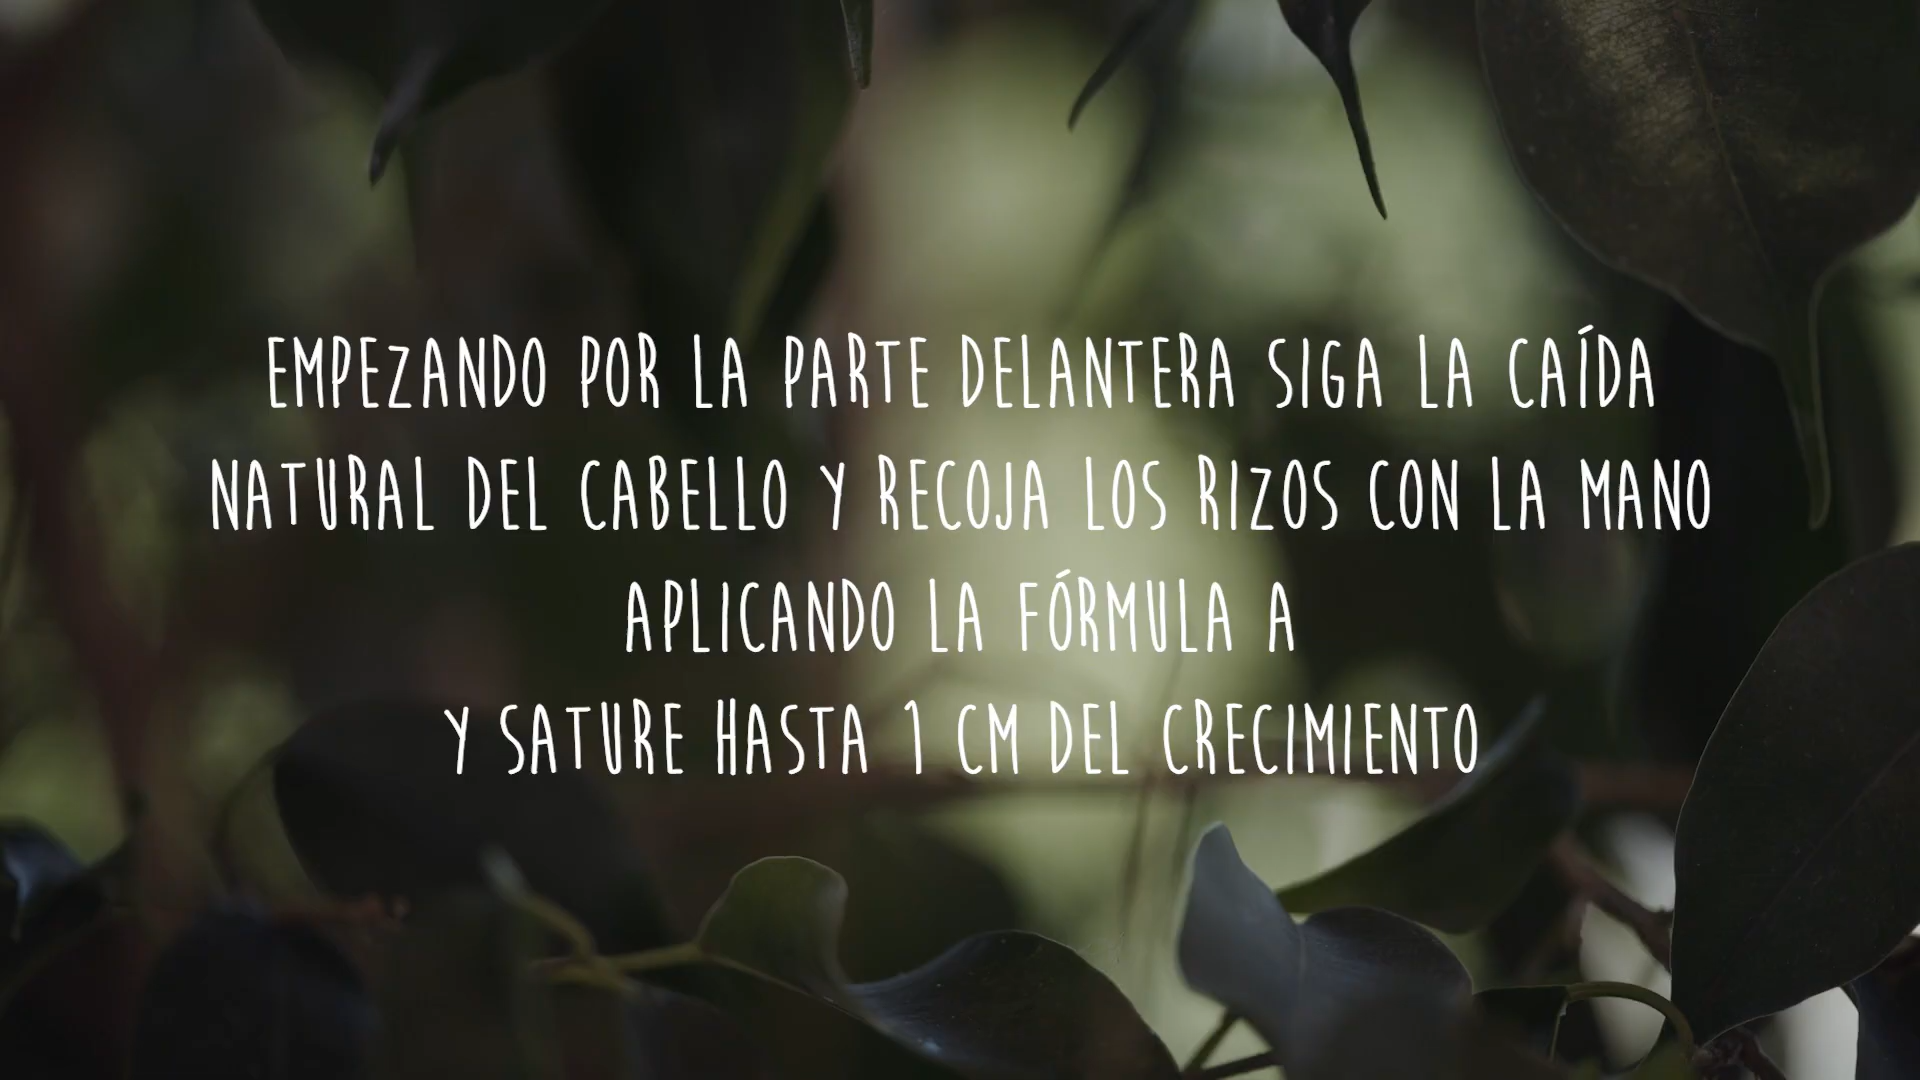 EMPEZANDO POR LA PARTE DELANTERA SIGA LA CAÍDA
NATURAL DEL CABELLO Y RECOJA LOS RIZOS CON LA MANO
APLICANDO LA FÓRMULA A
Y SATURE HASTA 1 CM DEL CRECIMIENTO